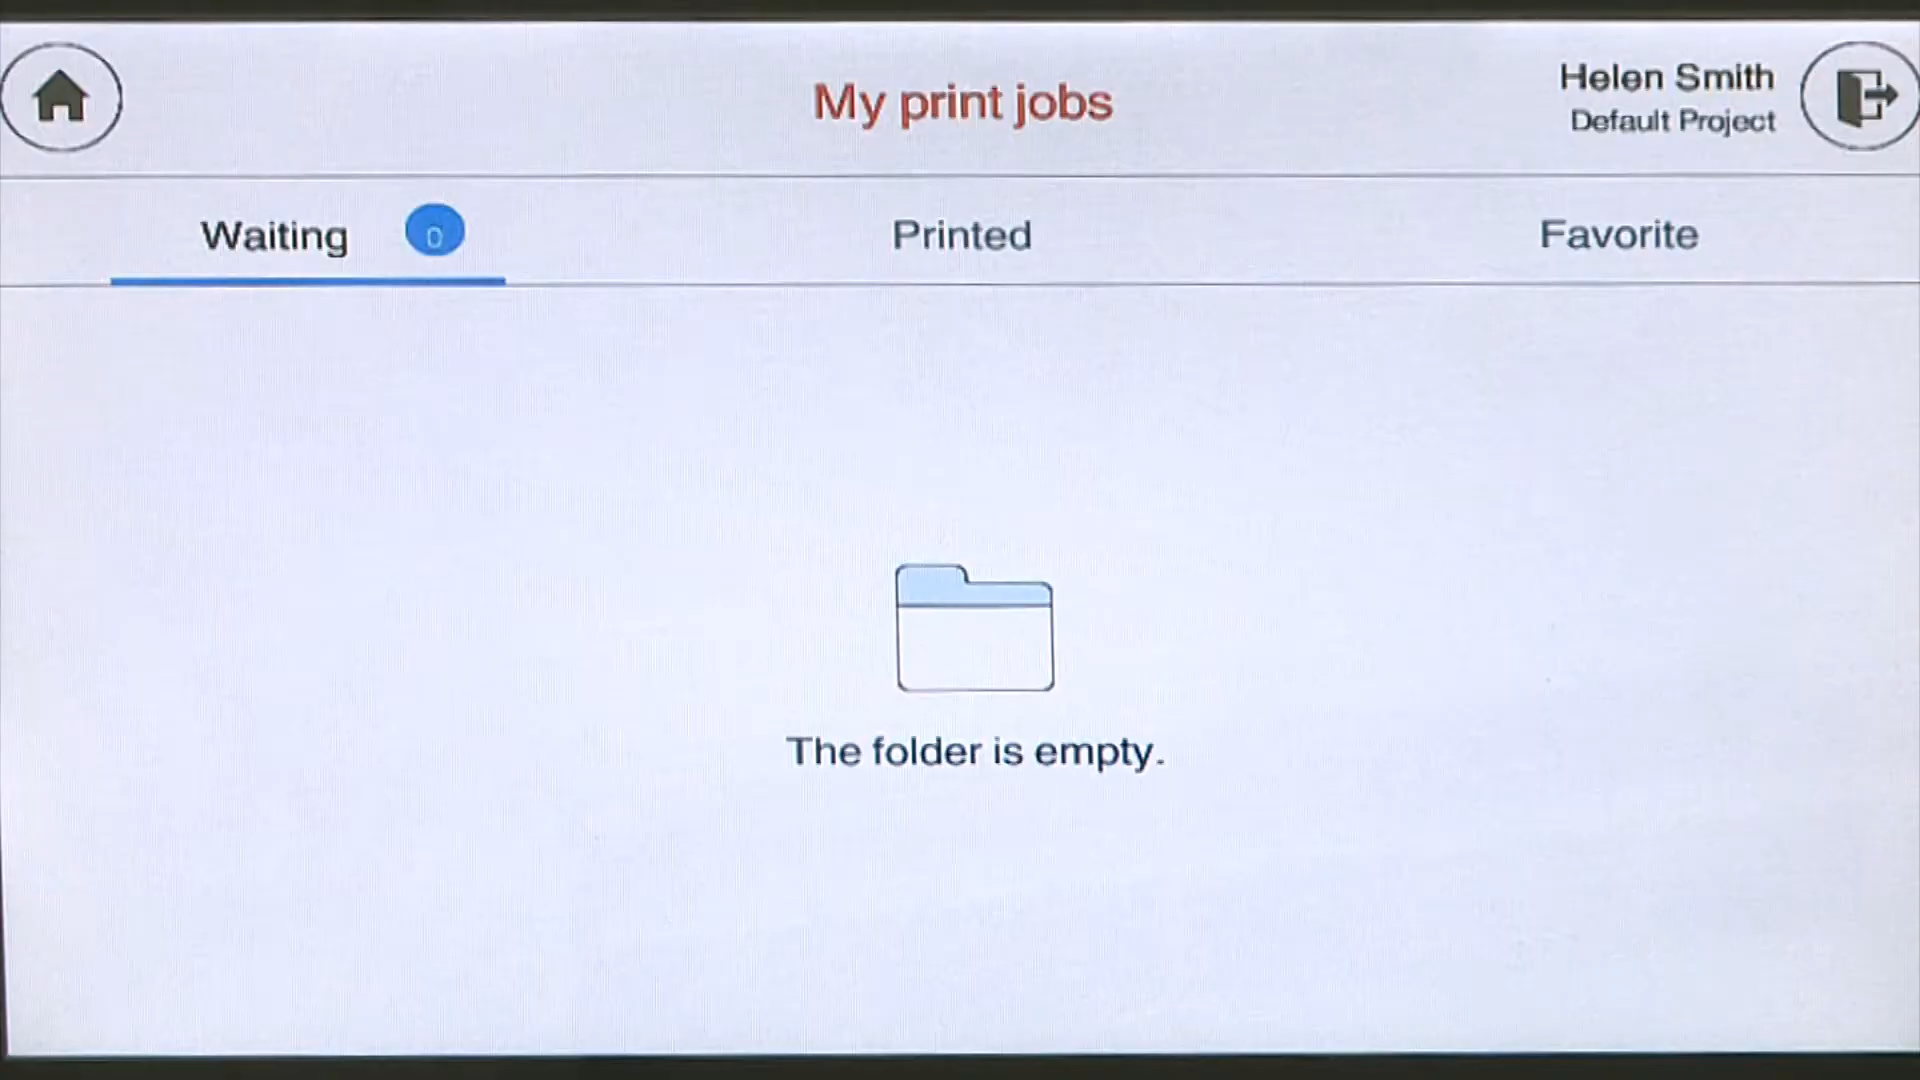 My print jobs
Helen Smith
Default Project
Waiting 0
Printed
Favorite
The folder is empty.